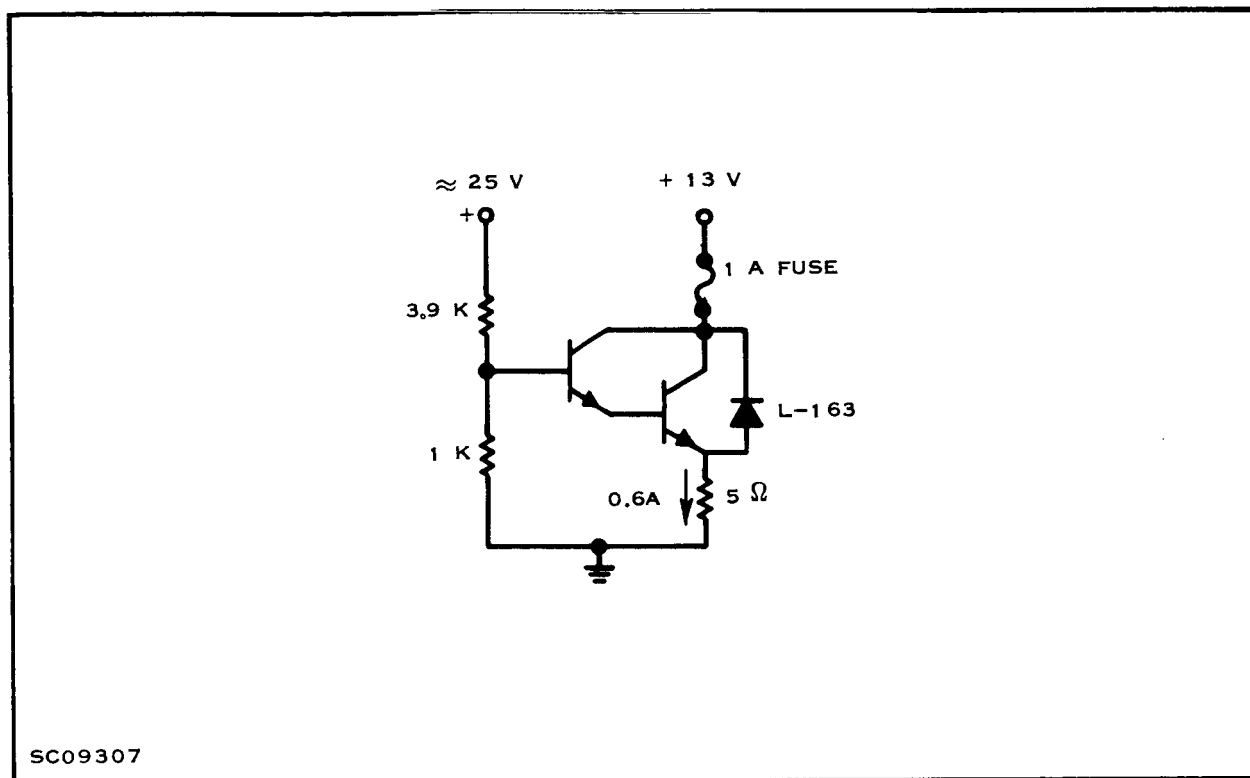 ≈ 25 V
+ 13 V
+
1 A FUSE
3.9 K
L-163
1 K
0.6A
5 Ω
SC09307